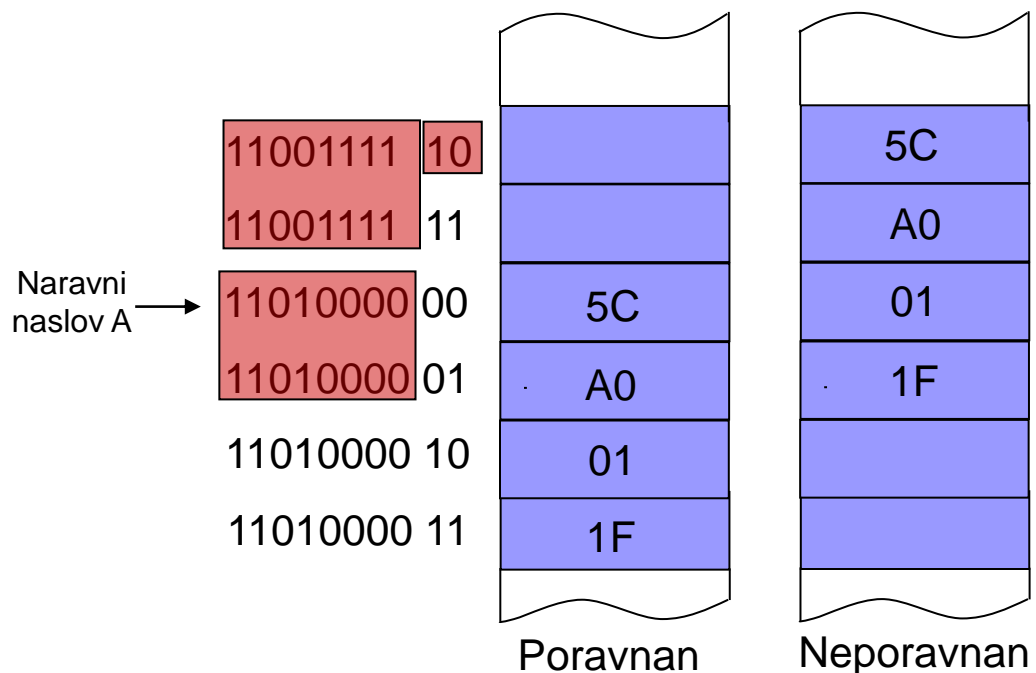 11001111 10 5C
11001111 11 A0
Naravni
naslov A
11010000 00 5C 01
11010000 01 A0 1F
11010000 10 01
11010000 11 1F
Poravnan Neporavnan